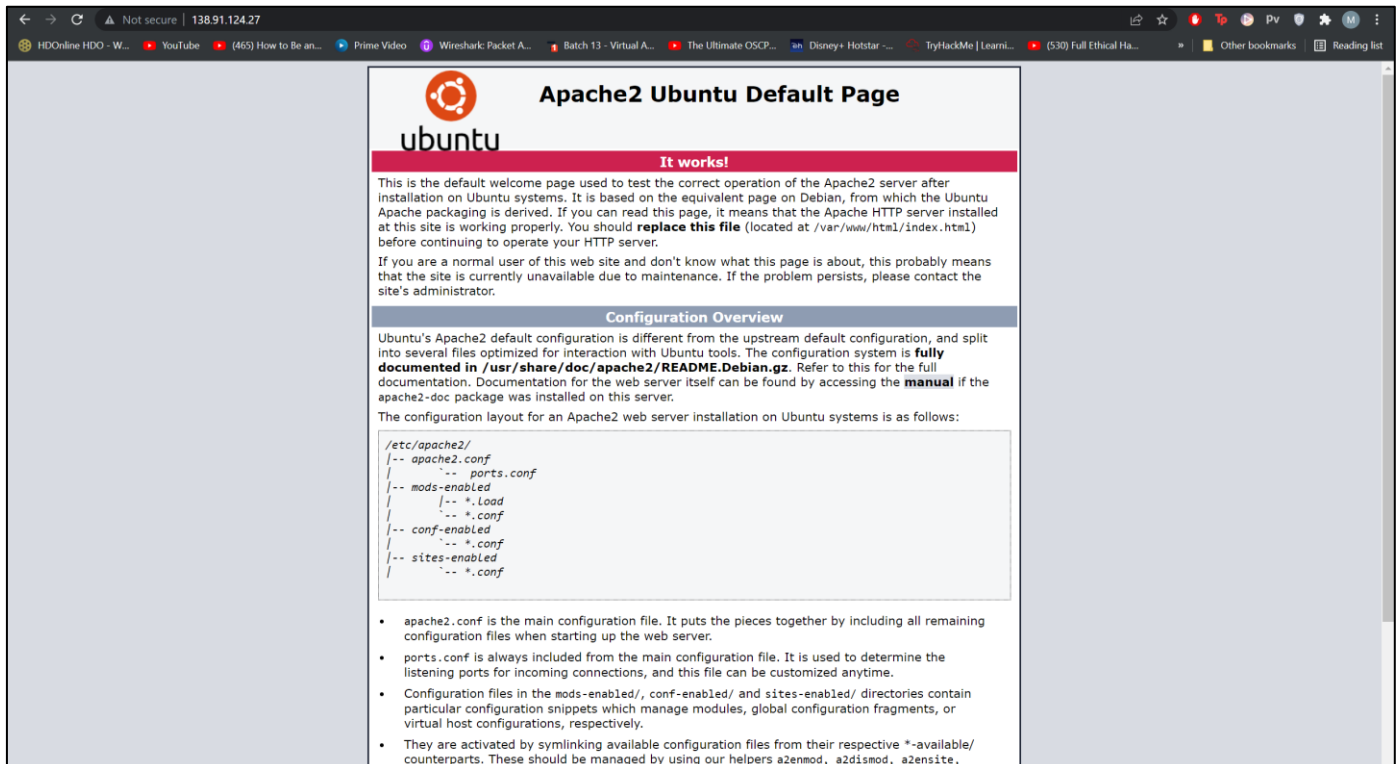 Not secure | 138.91.124.27
HDOnline HDO - W... YouTube (465) How to Be an... Prime Video Wireshark: Packet A... Batch 13 - Virtual A... The Ultimate OSCP... Disney+ Hotstar -... TryHackMe | Learni... (530) Full Ethical Ha... » Other bookmarks Reading list
Apache2 Ubuntu Default Page
ubuntu
It works!
This is the default welcome page used to test the correct operation of the Apache2 server after
installation on Ubuntu systems. It is based on the equivalent page on Debian, from which the Ubuntu
Apache packaging is derived. If you can read this page, it means that the Apache HTTP server installed
at this site is working properly. You should replace this file (located at /var/www/html/index.html)
before continuing to operate your HTTP server.
If you are a normal user of this web site and don't know what this page is about, this probably means
that the site is currently unavailable due to maintenance. If the problem persists, please contact the
site's administrator.
Configuration Overview
Ubuntu's Apache2 default configuration is different from the upstream default configuration, and split
into several files optimized for interaction with Ubuntu tools. The configuration system is fully
documented in /usr/share/doc/apache2/README.Debian.gz. Refer to this for the full
documentation. Documentation for the web server itself can be found by accessing the manual if the
apache2-doc package was installed on this server.
The configuration layout for an Apache2 web server installation on Ubuntu systems is as follows:
/etc/apache2/
|-- apache2.conf
|       `--  ports.conf
|-- mods-enabled
|       |-- *.load
|       `-- *.conf
|-- conf-enabled
|       `-- *.conf
|-- sites-enabled
|       `-- *.conf
• apache2.conf is the main configuration file. It puts the pieces together by including all remaining
configuration files when starting up the web server.
• ports.conf is always included from the main configuration file. It is used to determine the
listening ports for incoming connections, and this file can be customized anytime.
• Configuration files in the mods-enabled/, conf-enabled/ and sites-enabled/ directories contain
particular configuration snippets which manage modules, global configuration fragments, or
virtual host configurations, respectively.
• They are activated by symlinking available configuration files from their respective *-available/
counterparts. These should be managed by using our helpers a2enmod, a2dismod, a2ensite,